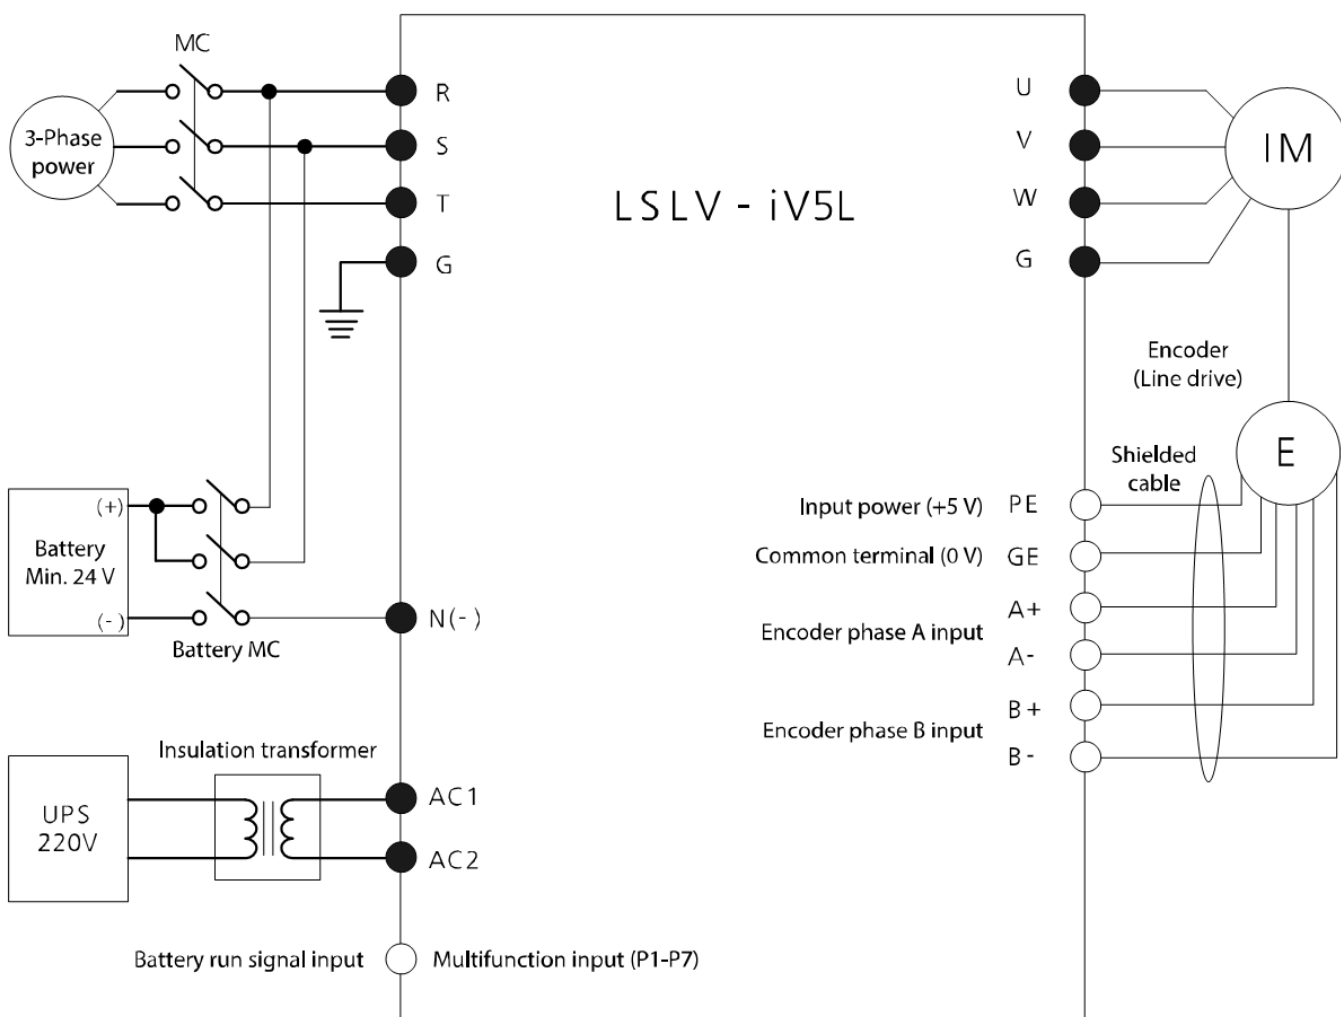 MC
3-Phase
power
R
S
T
G
LSLV - iV5L
U
V
W
G
IM
Encoder
(Line drive)
E
Shielded
cable
Battery
Min. 24 V
(+)
(-)
Battery MC
N(-)
Input power (+5 V) PE
Common terminal (0 V) GE
A+
Encoder phase A input
A-
B+
Encoder phase B input
B-
Insulation transformer
UPS
220V
AC1
AC2
Battery run signal input
Multifunction input (P1-P7)